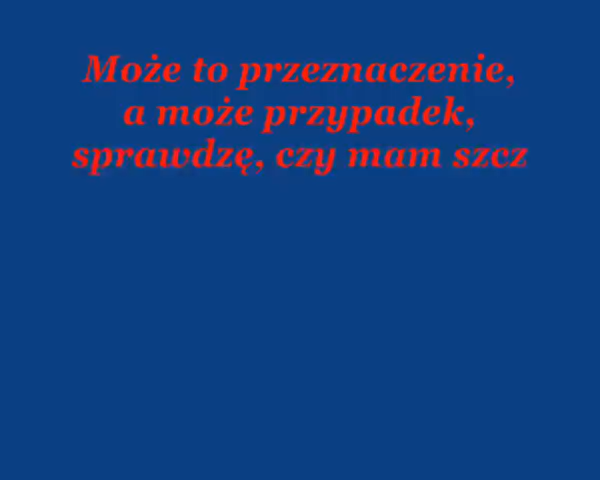 Może to przeznaczenie,
a może przypadek,
sprawdzę, czy mam szcz